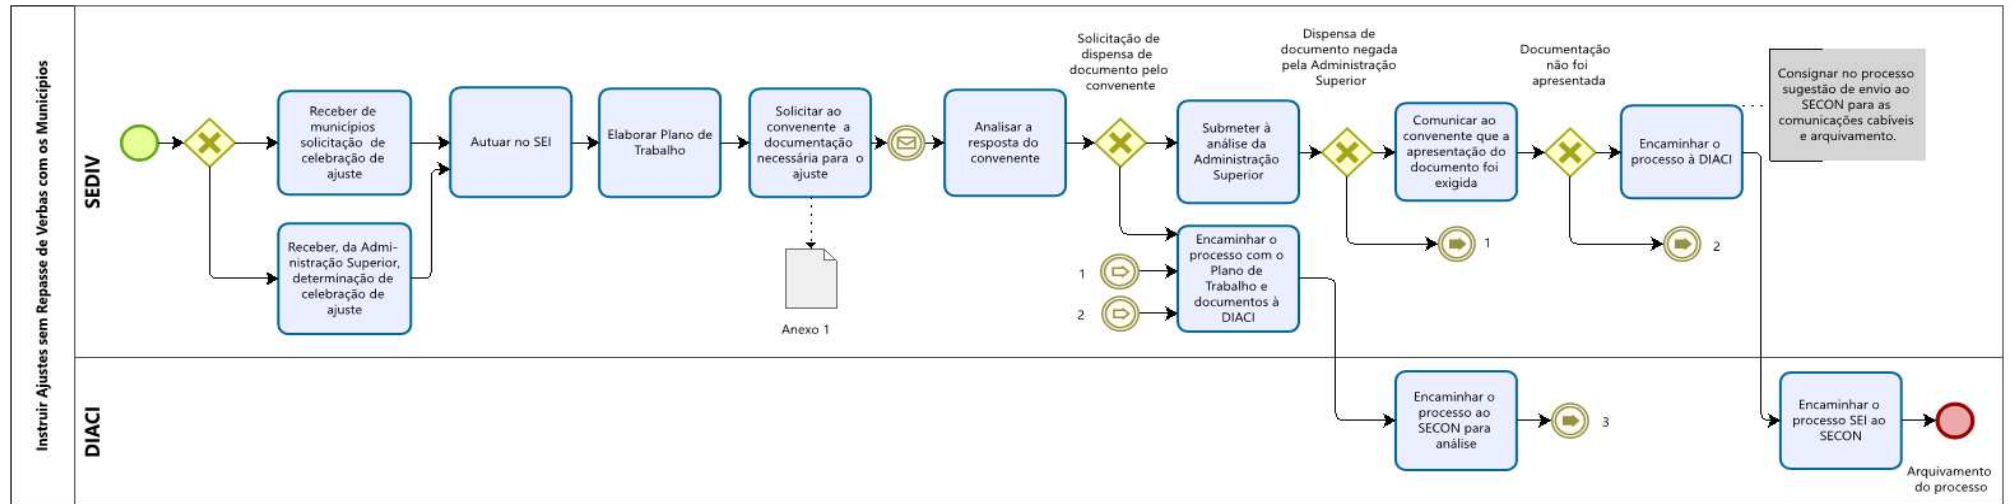 Instruir Ajustes sem Repasse de Verbas com os Municípios
SEDIV
Receber de
municípios
solicitação de
celebração de
ajuste
Receber, da Admi-
nistração Superior,
determinação de
celebração de
ajuste
Autuar no SEI
Elaborar Plano de
Trabalho
Solicitar ao
convenente a
documentação
necessária para o
ajuste
Anexo 1
Analisar a
resposta do
convenente
Solicitação de
dispensa de
documento pelo
convenente
Submeter à
análise da
Administração
Superior
1
2
Encaminhar o
processo com o
Plano de
Trabalho e
documentos à
DIACI
Dispensa de
documento negada
pela Administração
Superior
1
Comunicar ao
convenente que a
apresentação do
documento foi
exigida
Documentação
não foi
apresentada
2
Encaminhar o
processo à DIACI
Consignar no processo
sugestão de envio ao
SECON para as
comunicações cabíveis
e arquivamento.
DIACI
Encaminhar o
processo ao
SECON para
análise
3
Encaminhar o
processo SEI ao
SECON
Arquivamento
do processo